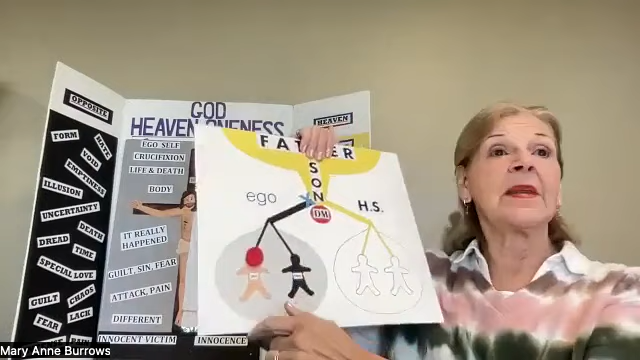 OPPOSITE
FORM
HATE
VOID
EMPTINESS
ILLUSION
UNCERTAINTY
DEATH
DREAD
TIME
SPECIAL LOVE
GUILT
CHAOS
LACK
FEAR
GOD
HEAVEN ONENESS
EGO SELF
CRUCIFIXION
LIFE & DEATH
BODY
IT REALLY
HAPPENED
GUILT, SIN, FEAR
ATTACK, PAIN
DIFFERENT
INNOCENT VICTIM
INNOCENCE
HEAVEN
FATHER
SON
DM
ego
H.S.
Mary Anne Burrows